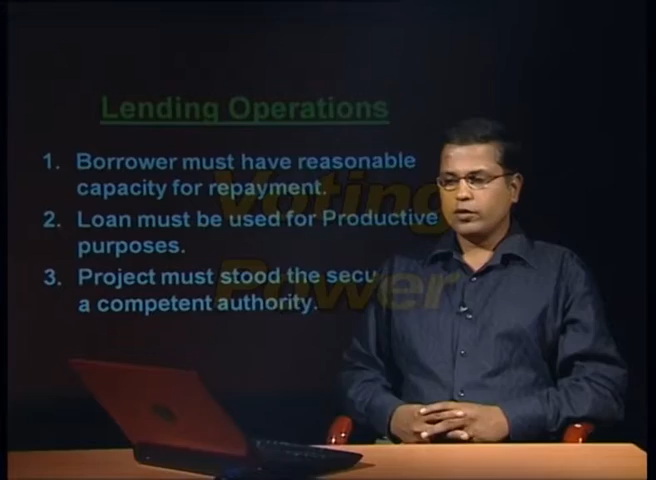 Lending Operations
1. Borrower must have reasonable
capacity for repayment.
2. Loan must be used for Productive
purposes.
3. Project must stood the secu
a competent authority.
Voting
Power